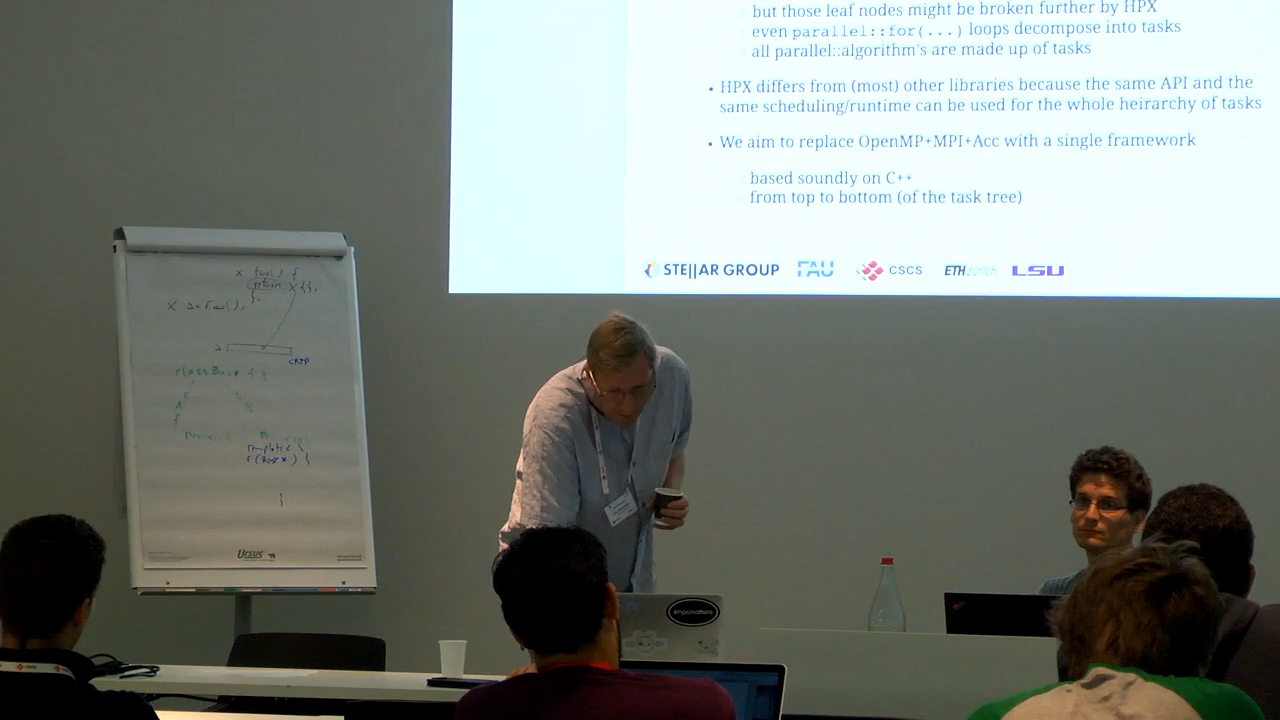 but those leaf nodes might be broken further by HPX
even parallel::for(...) loops decompose into tasks
all parallel::algorithm's are made up of tasks
• HPX differs from (most) other libraries because the same API and the
same scheduling/runtime can be used for the whole heirarchy of tasks
• We aim to replace OpenMP+MPI+Acc with a single framework
based soundly on C++
from top to bottom (of the task tree)
STE||AR GROUP FAU CSCS ETH zürich LSU
x foo() {
return x{};
};
x a = foo();
a
CRTP
class Base {
A
B
template
f(Base *) {
}
#hpcmatters